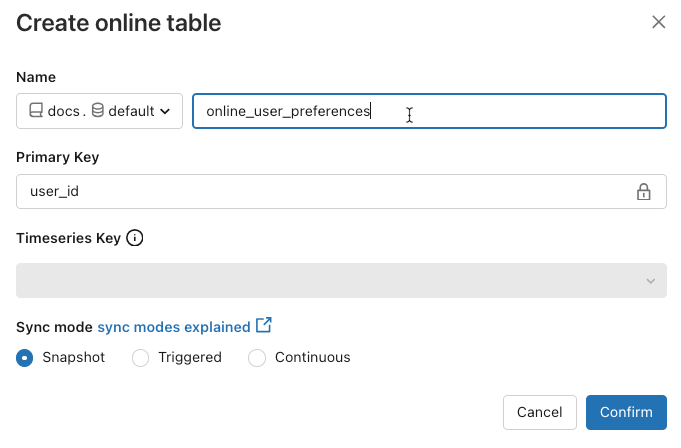 Create online table
Name
docs . default online_user_preferences
Primary Key
user_id
Timeseries Key
Sync mode sync modes explained
Snapshot Triggered Continuous
Cancel Confirm